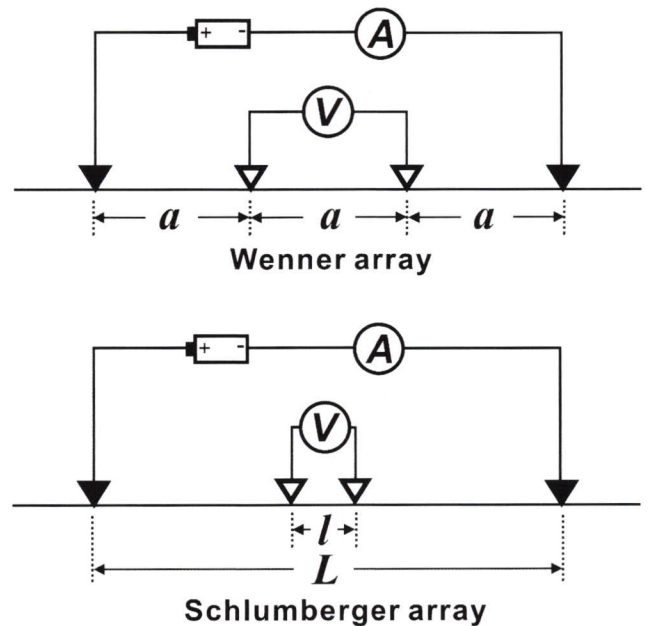 + - A
V
a a a
Wenner array
+ - A
V
l
L
Schlumberger array